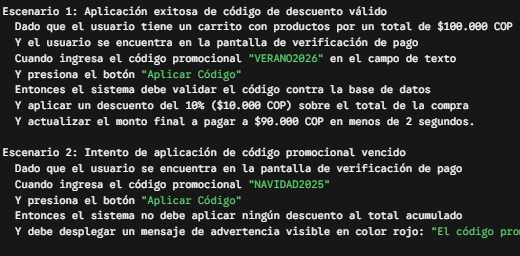 Escenario 1: Aplicación exitosa de código de descuento válido
Dado que el usuario tiene un carrito con productos por un total de $100.000 COP
Y el usuario se encuentra en la pantalla de verificación de pago
Cuando ingresa el código promocional "VERANO2026" en el campo de texto
Y presiona el botón "Aplicar Código"
Entonces el sistema debe validar el código contra la base de datos
Y aplicar un descuento del 10% ($10.000 COP) sobre el total de la compra
Y actualizar el monto final a pagar a $90.000 COP en menos de 2 segundos.
Escenario 2: Intento de aplicación de código promocional vencido
Dado que el usuario se encuentra en la pantalla de verificación de pago
Cuando ingresa el código promocional "NAVIDAD2025"
Y presiona el botón "Aplicar Código"
Entonces el sistema no debe aplicar ningún descuento al total acumulado
Y debe desplegar un mensaje de advertencia visible en color rojo: "El código